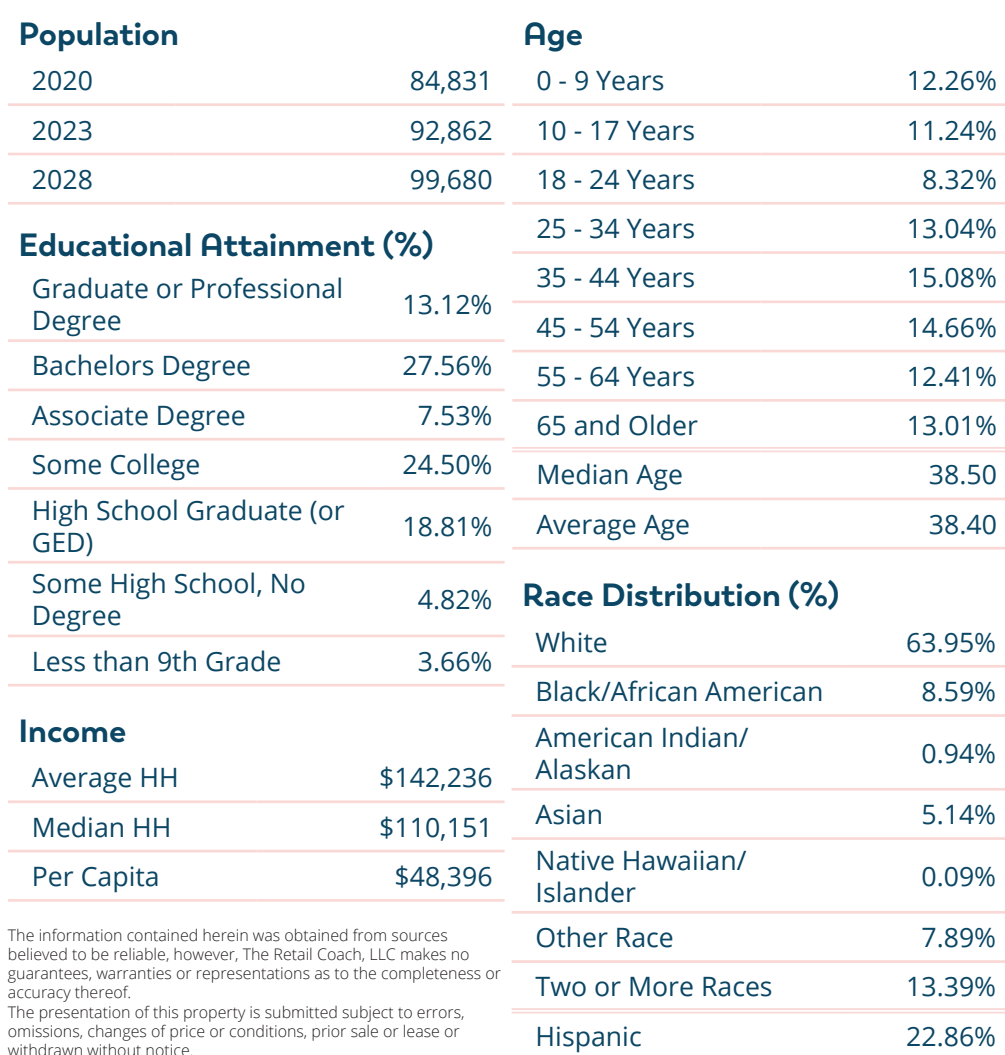 Population
2020 84,831
2023 92,862
2028 99,680
Educational Attainment (%)
Graduate or Professional
Degree 13.12%
Bachelors Degree 27.56%
Associate Degree 7.53%
Some College 24.50%
High School Graduate (or
GED) 18.81%
Some High School, No
Degree 4.82%
Less than 9th Grade 3.66%
Income
Average HH $142,236
Median HH $110,151
Per Capita $48,396
The information contained herein was obtained from sources
believed to be reliable, however, The Retail Coach, LLC makes no
guarantees, warranties or representations as to the completeness or
accuracy thereof.
The presentation of this property is submitted subject to errors,
omissions, changes of price or conditions, prior sale or lease or
withdrawn without notice.
Age
0 - 9 Years 12.26%
10 - 17 Years 11.24%
18 - 24 Years 8.32%
25 - 34 Years 13.04%
35 - 44 Years 15.08%
45 - 54 Years 14.66%
55 - 64 Years 12.41%
65 and Older 13.01%
Median Age 38.50
Average Age 38.40
Race Distribution (%)
White 63.95%
Black/African American 8.59%
American Indian/
Alaskan 0.94%
Asian 5.14%
Native Hawaiian/
Islander 0.09%
Other Race 7.89%
Two or More Races 13.39%
Hispanic 22.86%